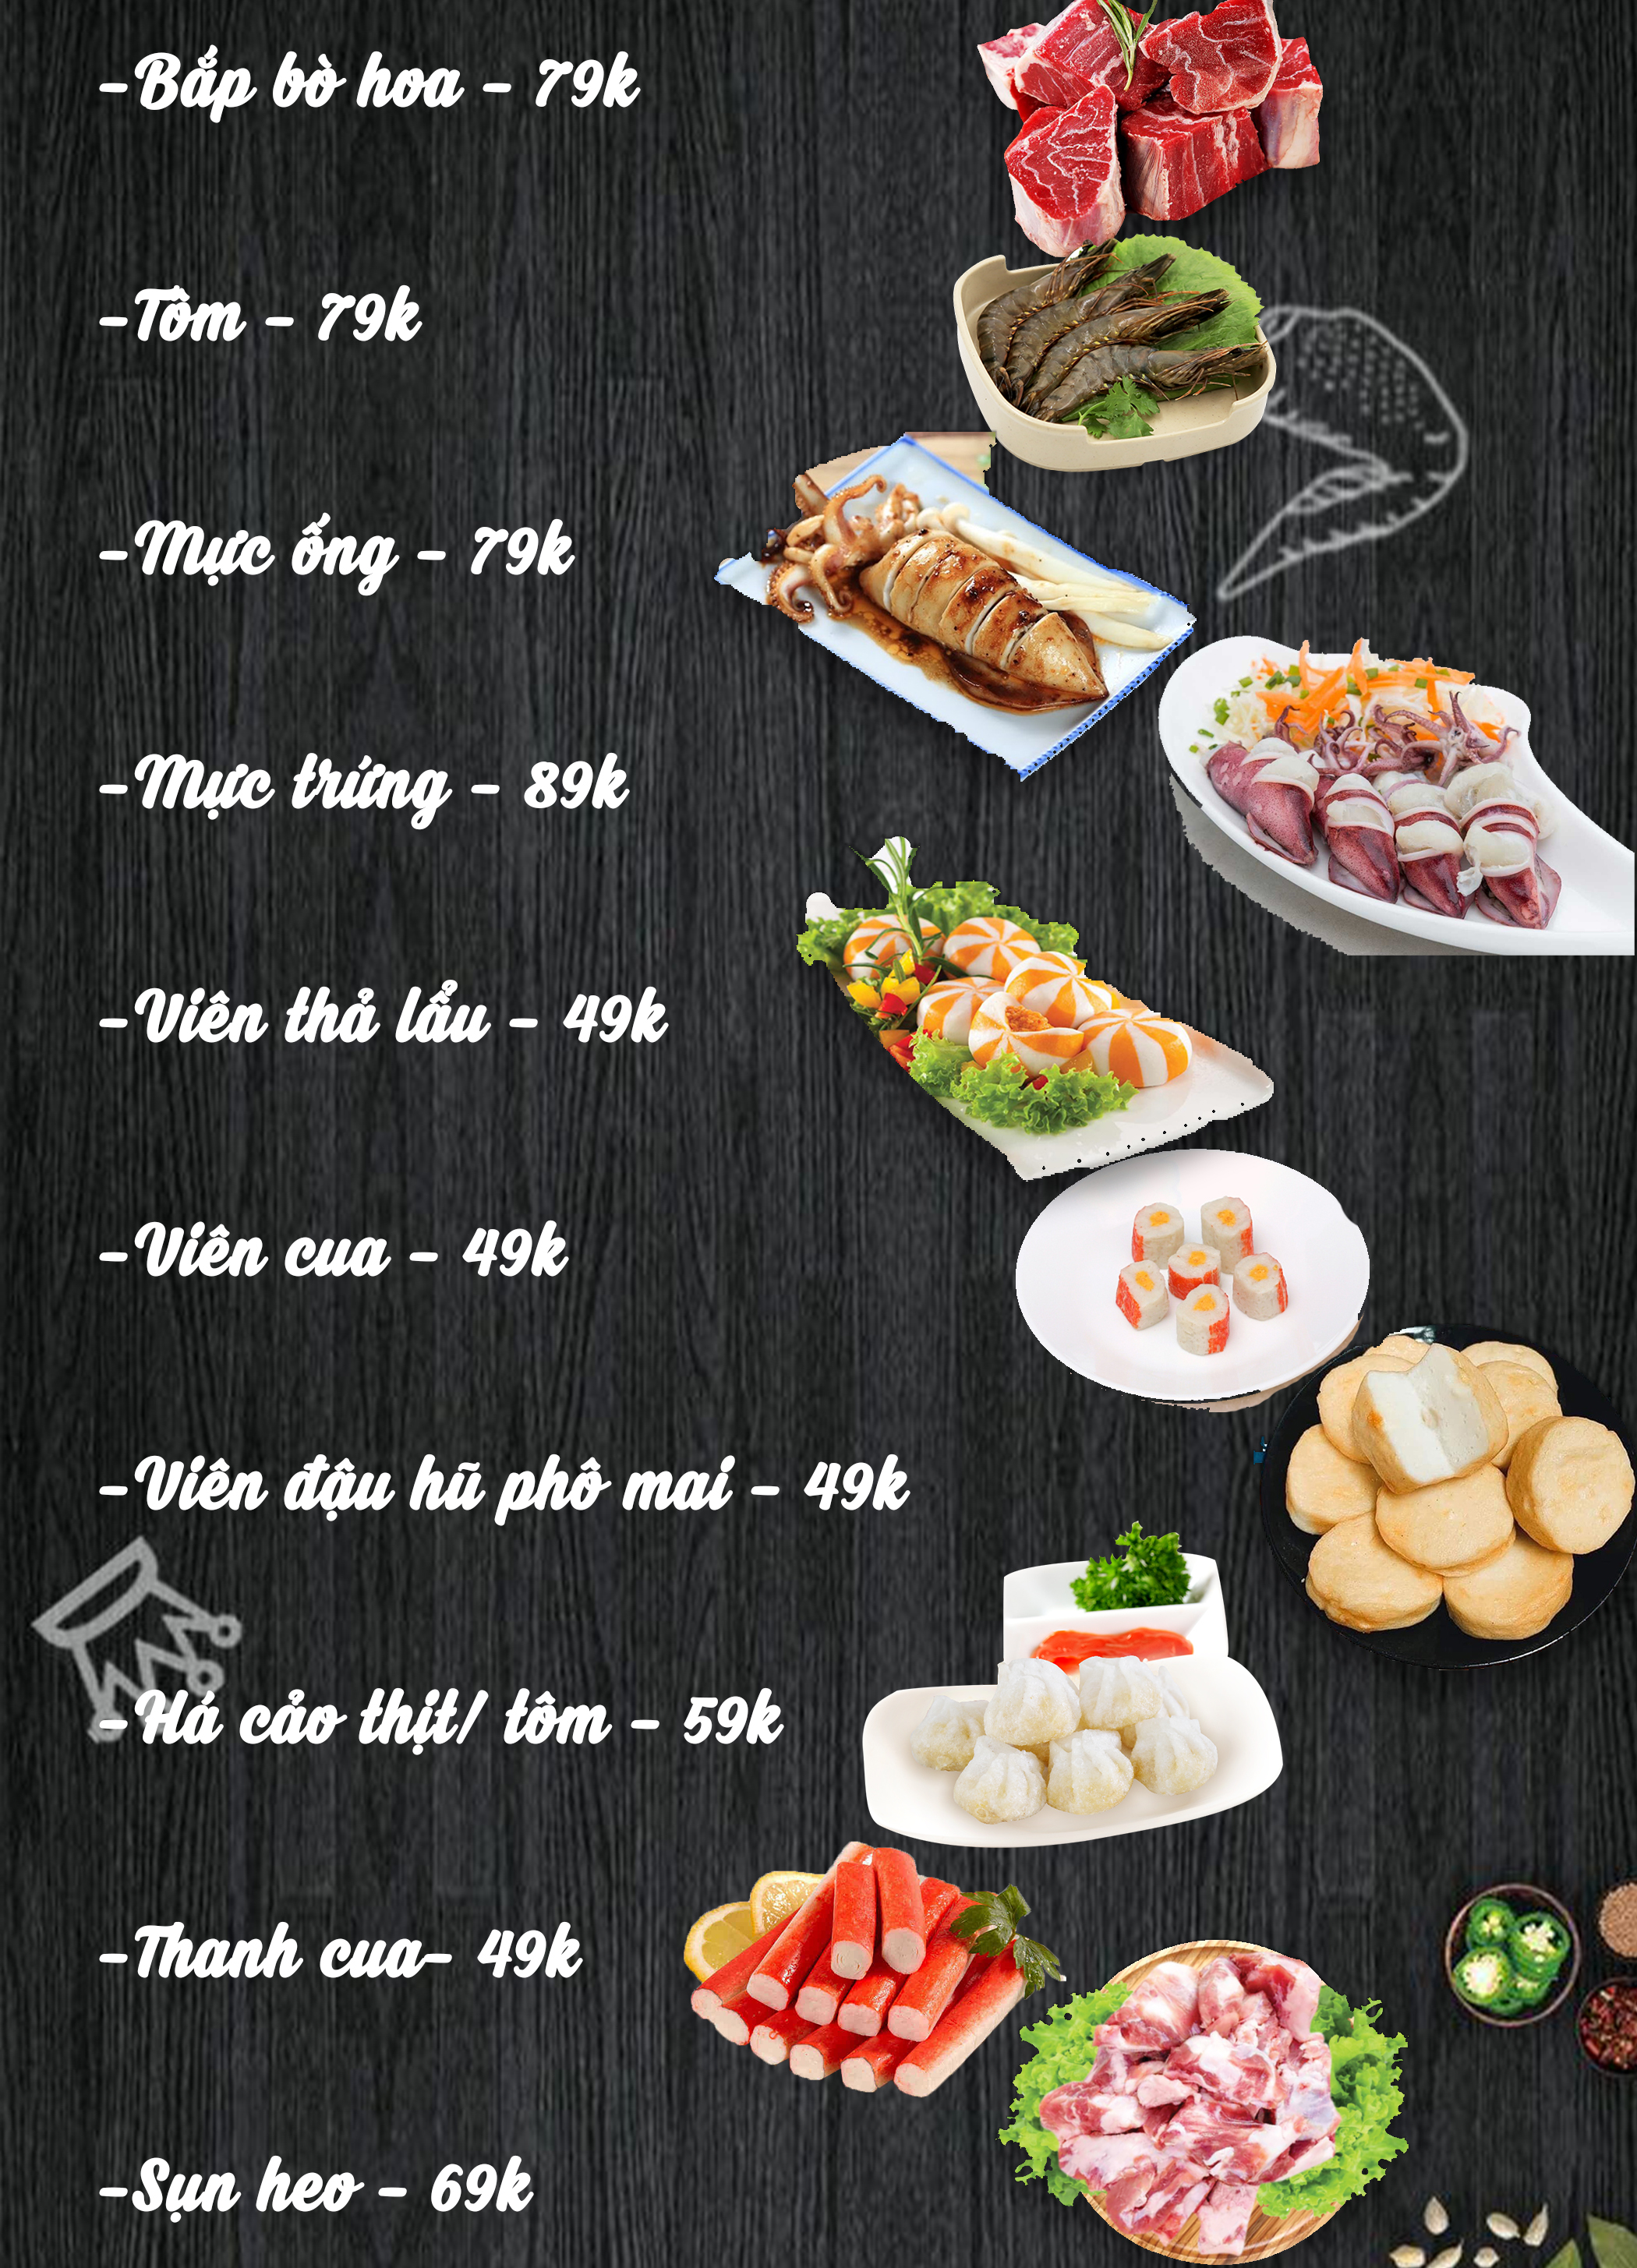 -Bắp bò hoa - 79k
-Tôm - 79k
-Mực ống - 79k
-Mực trứng - 89k
-Viên thả lẩu - 49k
-Viên cua - 49k
-Viên đậu hũ phô mai - 49k
-Há cảo thịt/ tôm - 59k
-Thanh cua- 49k
-Sụn heo - 69k